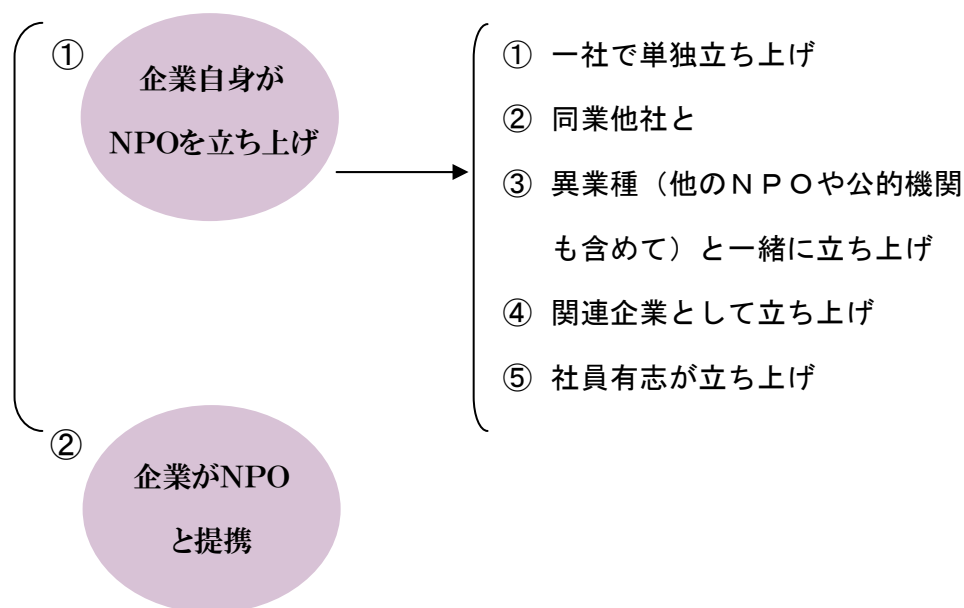 ①
企業自身が
NPOを立ち上げ
① 一社で単独立ち上げ
② 同業他社と
③ 異業種（他のＮＰＯや公的機関
も含めて）と一緒に立ち上げ
④ 関連企業として立ち上げ
⑤ 社員有志が立ち上げ
②
企業がNPO
と提携